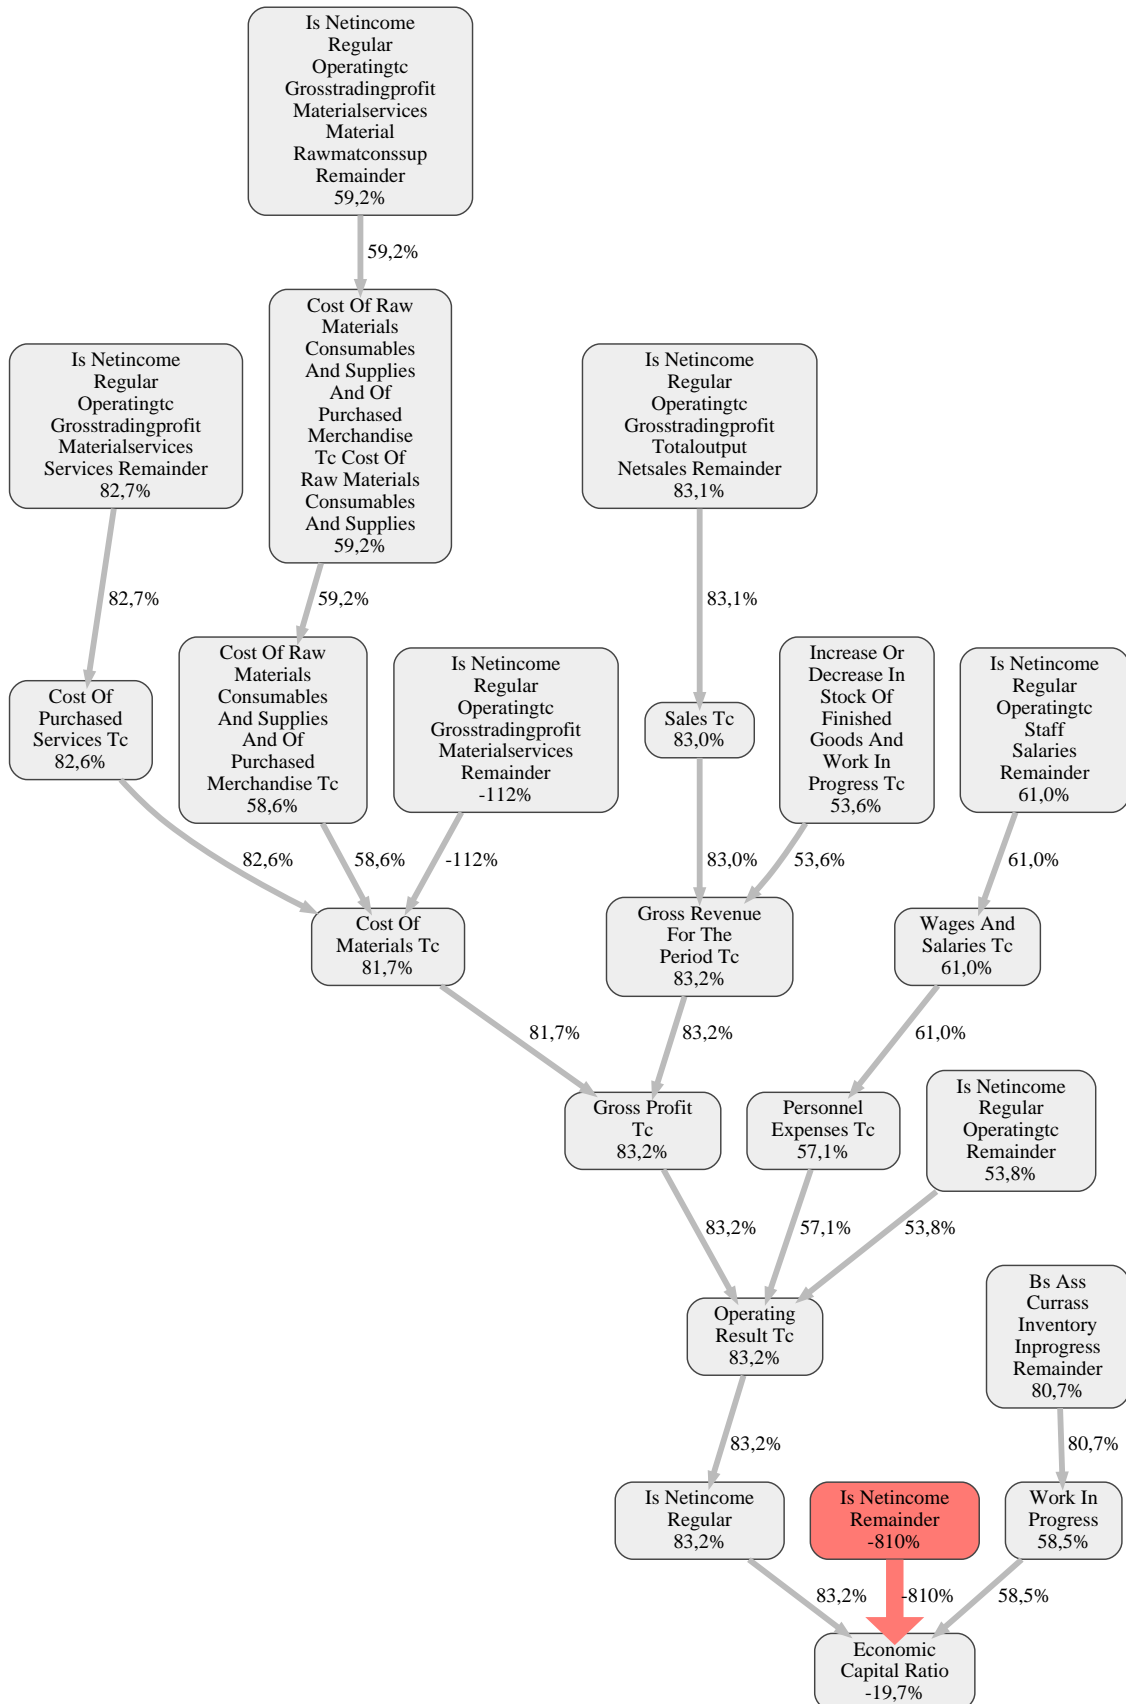 Is Netincome
Regular
Operatingtc
Grosstradingprofit
Materialservices
Material
Rawmatconssup
Remainder
59,2%
59,2%
Cost Of Raw
Materials
Consumables
And Supplies
And Of
Purchased
Merchandise
Tc Cost Of
Raw Materials
Consumables
And Supplies
59,2%
Is Netincome
Regular
Operatingtc
Grosstradingprofit
Materialservices
Services Remainder
82,7%
Is Netincome
Regular
Operatingtc
Grosstradingprofit
Totaloutput
Netsales Remainder
83,1%
82,7%
59,2%
83,1%
Cost Of
Purchased
Services Tc
82,6%
Cost Of Raw
Materials
Consumables
And Supplies
And Of
Purchased
Merchandise Tc
58,6%
Is Netincome
Regular
Operatingtc
Grosstradingprofit
Materialservices
Remainder
-112%
Sales Tc
83,0%
Increase Or
Decrease In
Stock Of
Finished
Goods And
Work In
Progress Tc
53,6%
Is Netincome
Regular
Operatingtc
Staff
Salaries
Remainder
61,0%
82,6%
58,6%
-112%
83,0%
53,6%
61,0%
Cost Of
Materials Tc
81,7%
Gross Revenue
For The
Period Tc
83,2%
Wages And
Salaries Tc
61,0%
81,7%
83,2%
61,0%
Gross Profit
Tc
83,2%
Personnel
Expenses Tc
57,1%
Is Netincome
Regular
Operatingtc
Remainder
53,8%
83,2%
57,1%
53,8%
Operating
Result Tc
83,2%
Bs Ass
Currass
Inventory
Inprogress
Remainder
80,7%
83,2%
80,7%
Is Netincome
Regular
83,2%
Is Netincome
Remainder
-810%
Work In
Progress
58,5%
83,2%
-810%
58,5%
Economic
Capital Ratio
-19,7%